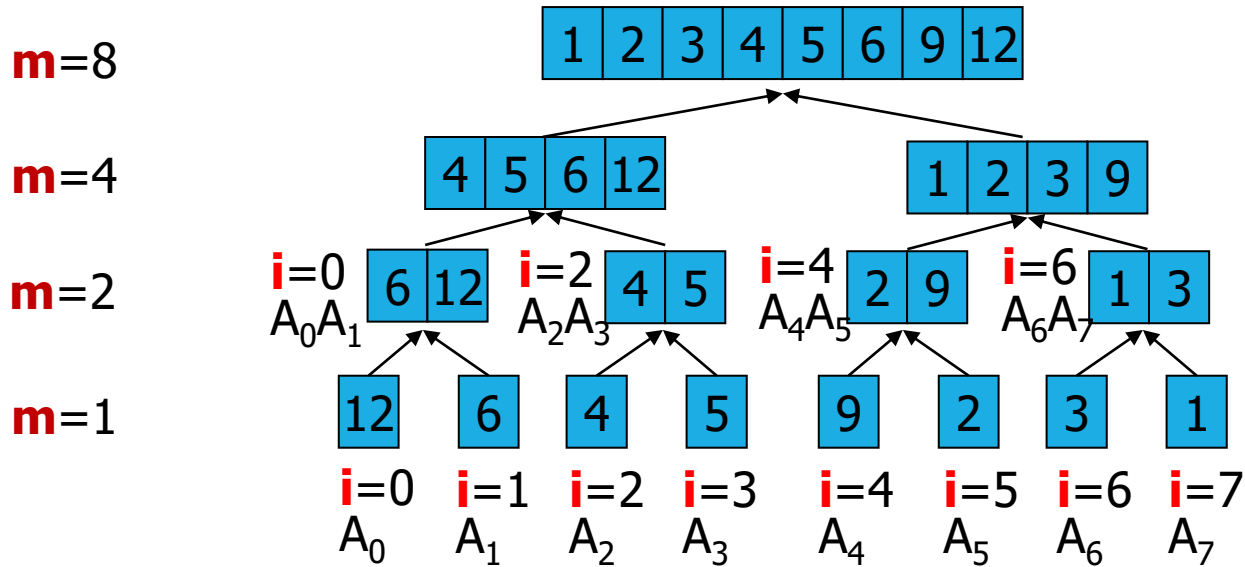 m=8
1 2 3 4 5 6 9 12
m=4
4 5 6 12
1 2 3 9
m=2
i=0
A₀A₁
6 12
i=2
A₂A₃
4 5
i=4
A₄A₅
2 9
i=6
A₆A₇
1 3
m=1
12 6 4 5 9 2 3 1
i=0 i=1 i=2 i=3 i=4 i=5 i=6 i=7
A₀ A₁ A₂ A₃ A₄ A₅ A₆ A₇